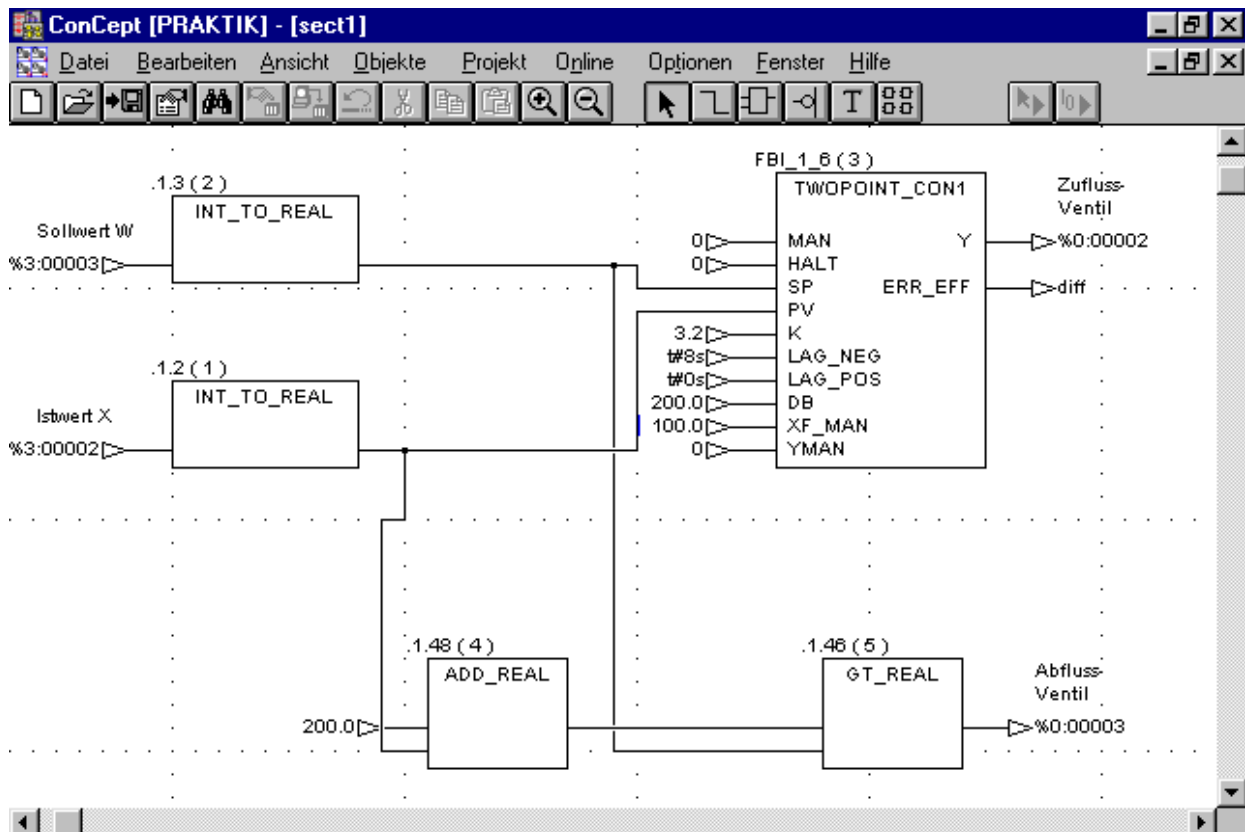 ConCept [PRAKTIK] - [sect1]
Datei Bearbeiten Ansicht Objekte Projekt Online Optionen Fenster Hilfe
T
I0
.1.3 ( 2 )
INT_TO_REAL
Sollwert W
%3:00003
.1.2 ( 1 )
INT_TO_REAL
Istwert X
%3:00002
FBI_1_6 ( 3 )
TWOPOINT_CON1
0 MAN Y
0 HALT
SP ERR_EFF
PV
3.2 K
t#8s LAG_NEG
t#0s LAG_POS
200.0 DB
100.0 XF_MAN
0 YMAN
Zufluss-
Ventil
%0:00002
diff
.1.48 ( 4 )
ADD_REAL
200.0
.1.46 ( 5 )
GT_REAL
Abfluss-
Ventil
%0:00003